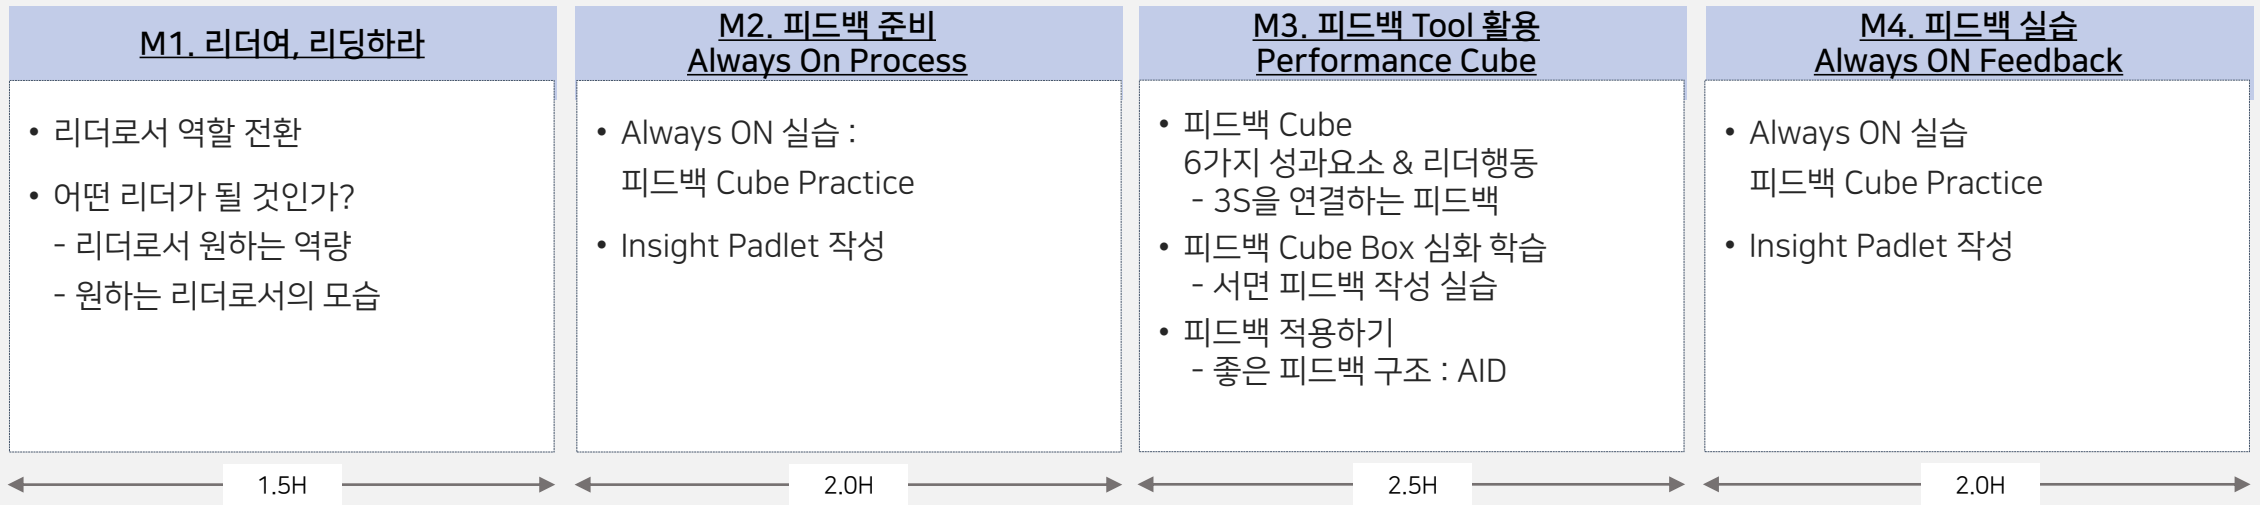 M1. 리더여, 리딩하라
• 리더로서 역할 전환
• 어떤 리더가 될 것인가?
- 리더로서 원하는 역량
- 원하는 리더로서의 모습
1.5H
M2. 피드백 준비
Always On Process
• Always ON 실습 :
피드백 Cube Practice
• Insight Padlet 작성
2.0H
M3. 피드백 Tool 활용
Performance Cube
• 피드백 Cube
6가지 성과요소 & 리더행동
- 3S을 연결하는 피드백
• 피드백 Cube Box 심화 학습
- 서면 피드백 작성 실습
• 피드백 적용하기
- 좋은 피드백 구조 : AID
2.5H
M4. 피드백 실습
Always ON Feedback
• Always ON 실습
피드백 Cube Practice
• Insight Padlet 작성
2.0H